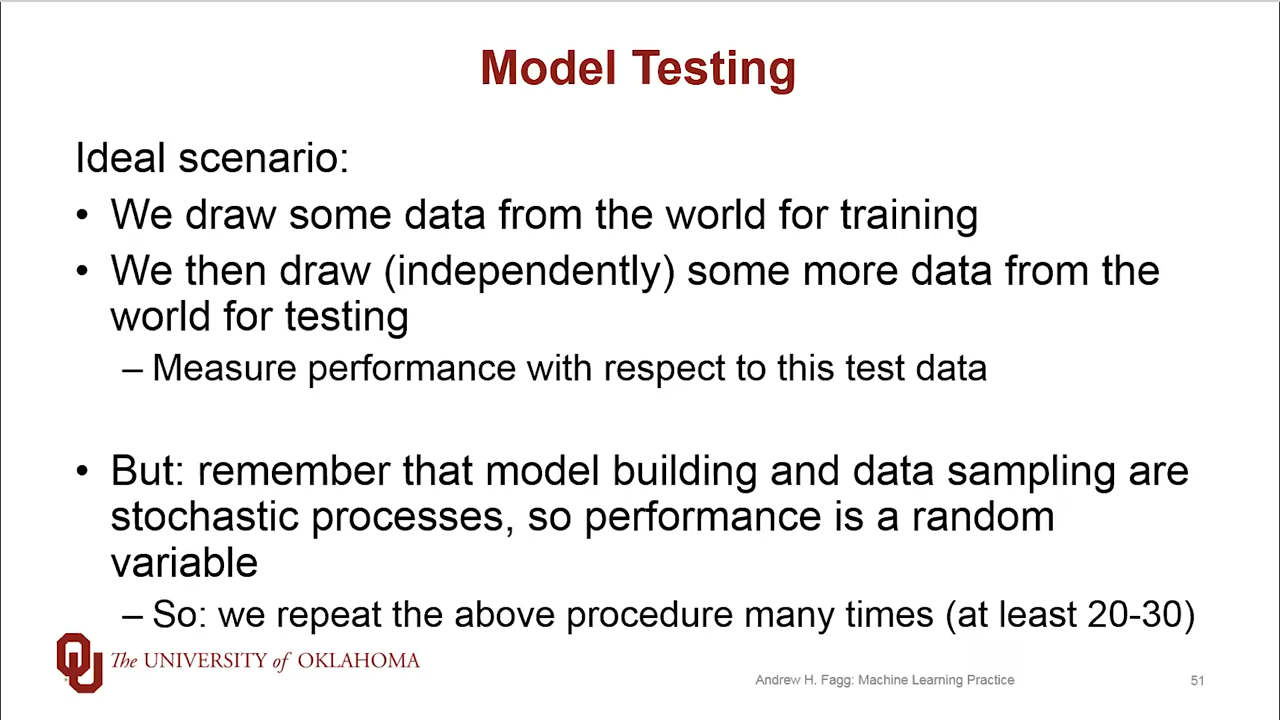 Model Testing
Ideal scenario:
• We draw some data from the world for training
• We then draw (independently) some more data from the
world for testing
– Measure performance with respect to this test data
• But: remember that model building and data sampling are
stochastic processes, so performance is a random
variable
– So: we repeat the above procedure many times (at least 20-30)
The UNIVERSITY of OKLAHOMA
Andrew H. Fagg: Machine Learning Practice
51